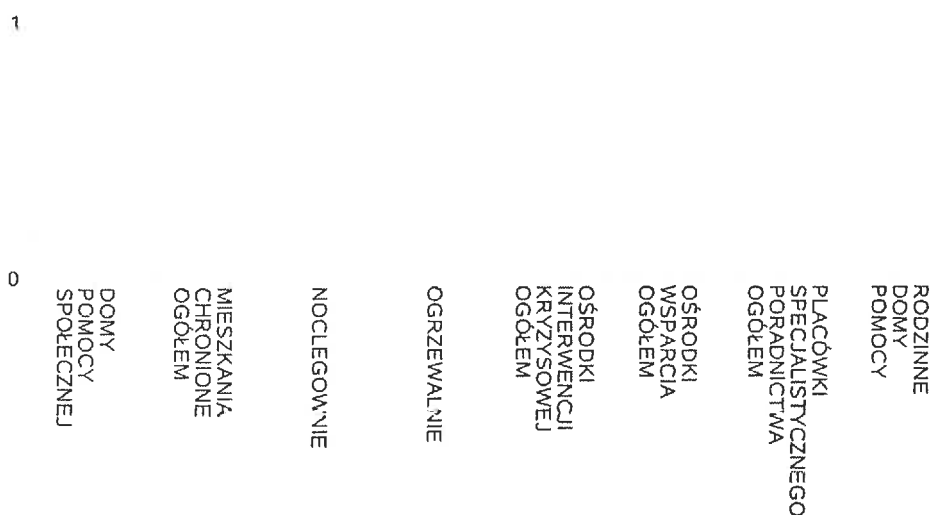 1
0
DOMY
POMOCY
SPOŁECZNEJ
MIESZKANIA
CHRONIONE
OGÓŁEM
NOCLEGOWNIE
OGRZEWALNIE
OŚRODKI
INTERWENCJI
KRYZYSOWEJ
OGÓŁEM
OŚRODKI
WSPARCIA
OGÓŁEM
PLACÓWKI
SPECJALISTYCZNEGO
PORADNICTWA
OGÓŁEM
RODZINNE
DOMY
POMOCY